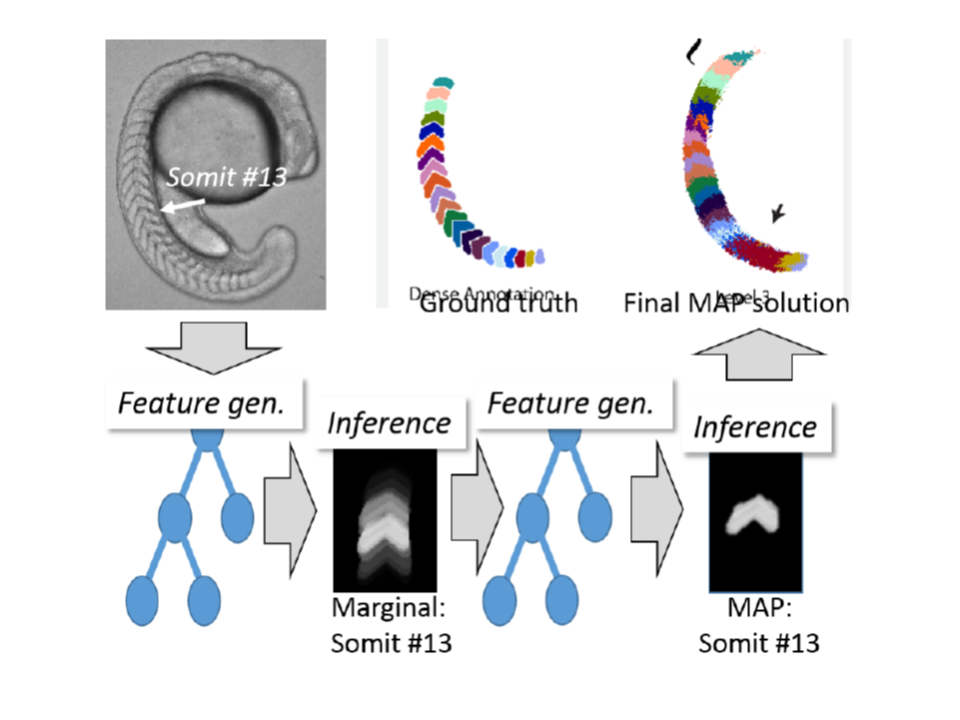 Somit #13
Dense Annotation
Ground truth
Level 3
Final MAP solution
Feature gen.
Inference
Feature gen.
Inference
Marginal:
Somit #13
MAP:
Somit #13